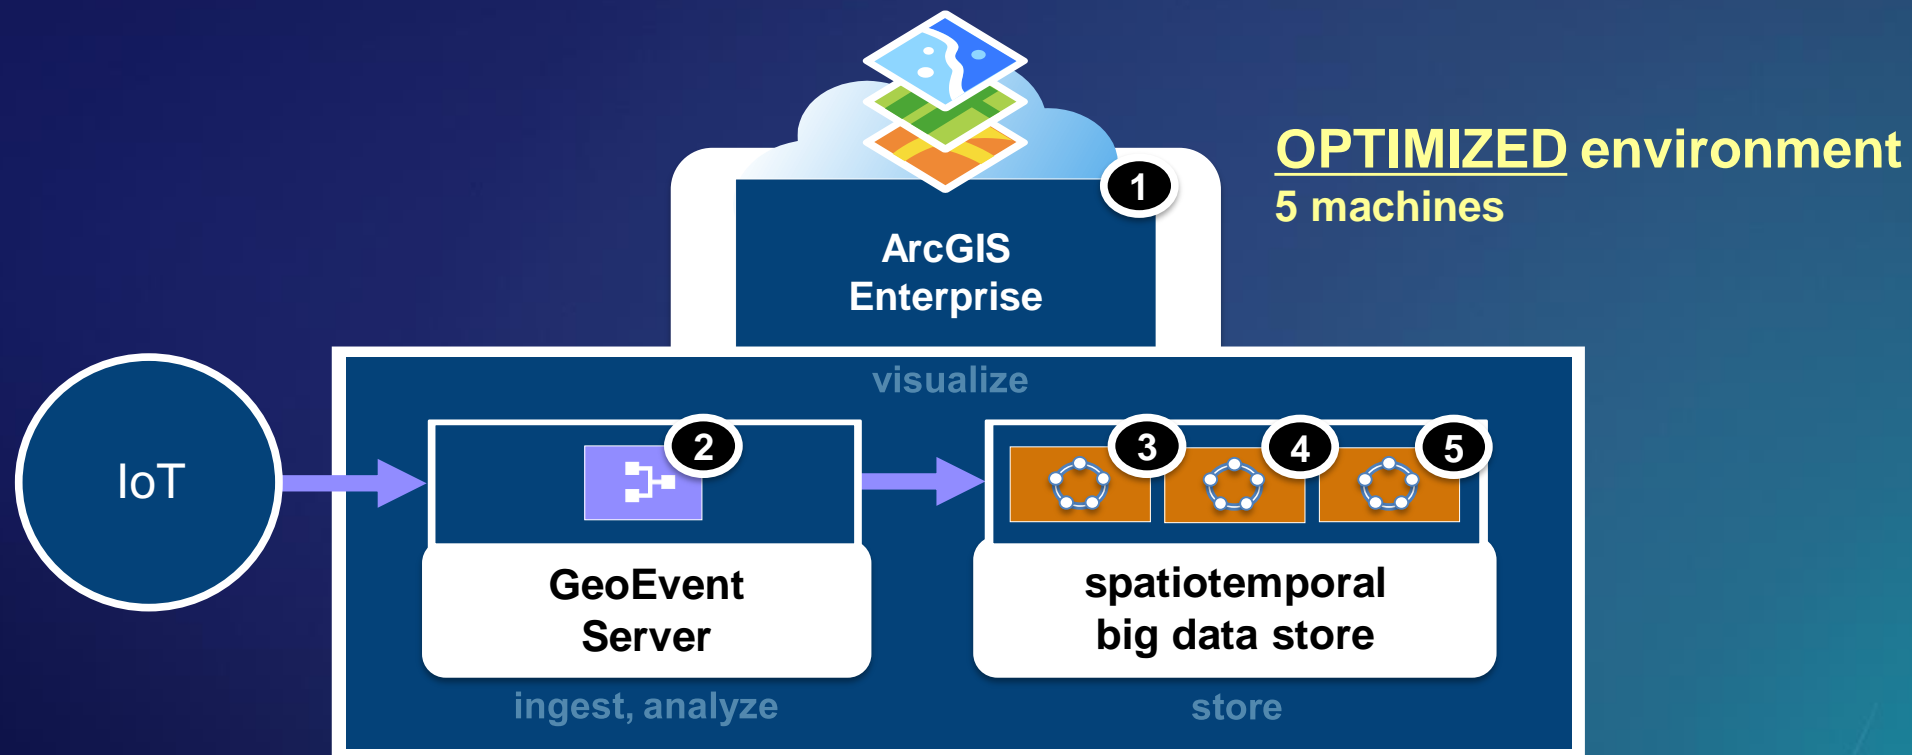 OPTIMIZED environment
5 machines
1
ArcGIS
Enterprise
visualize
IoT
2
3
4
5
GeoEvent
Server
spatiotemporal
big data store
ingest, analyze
store